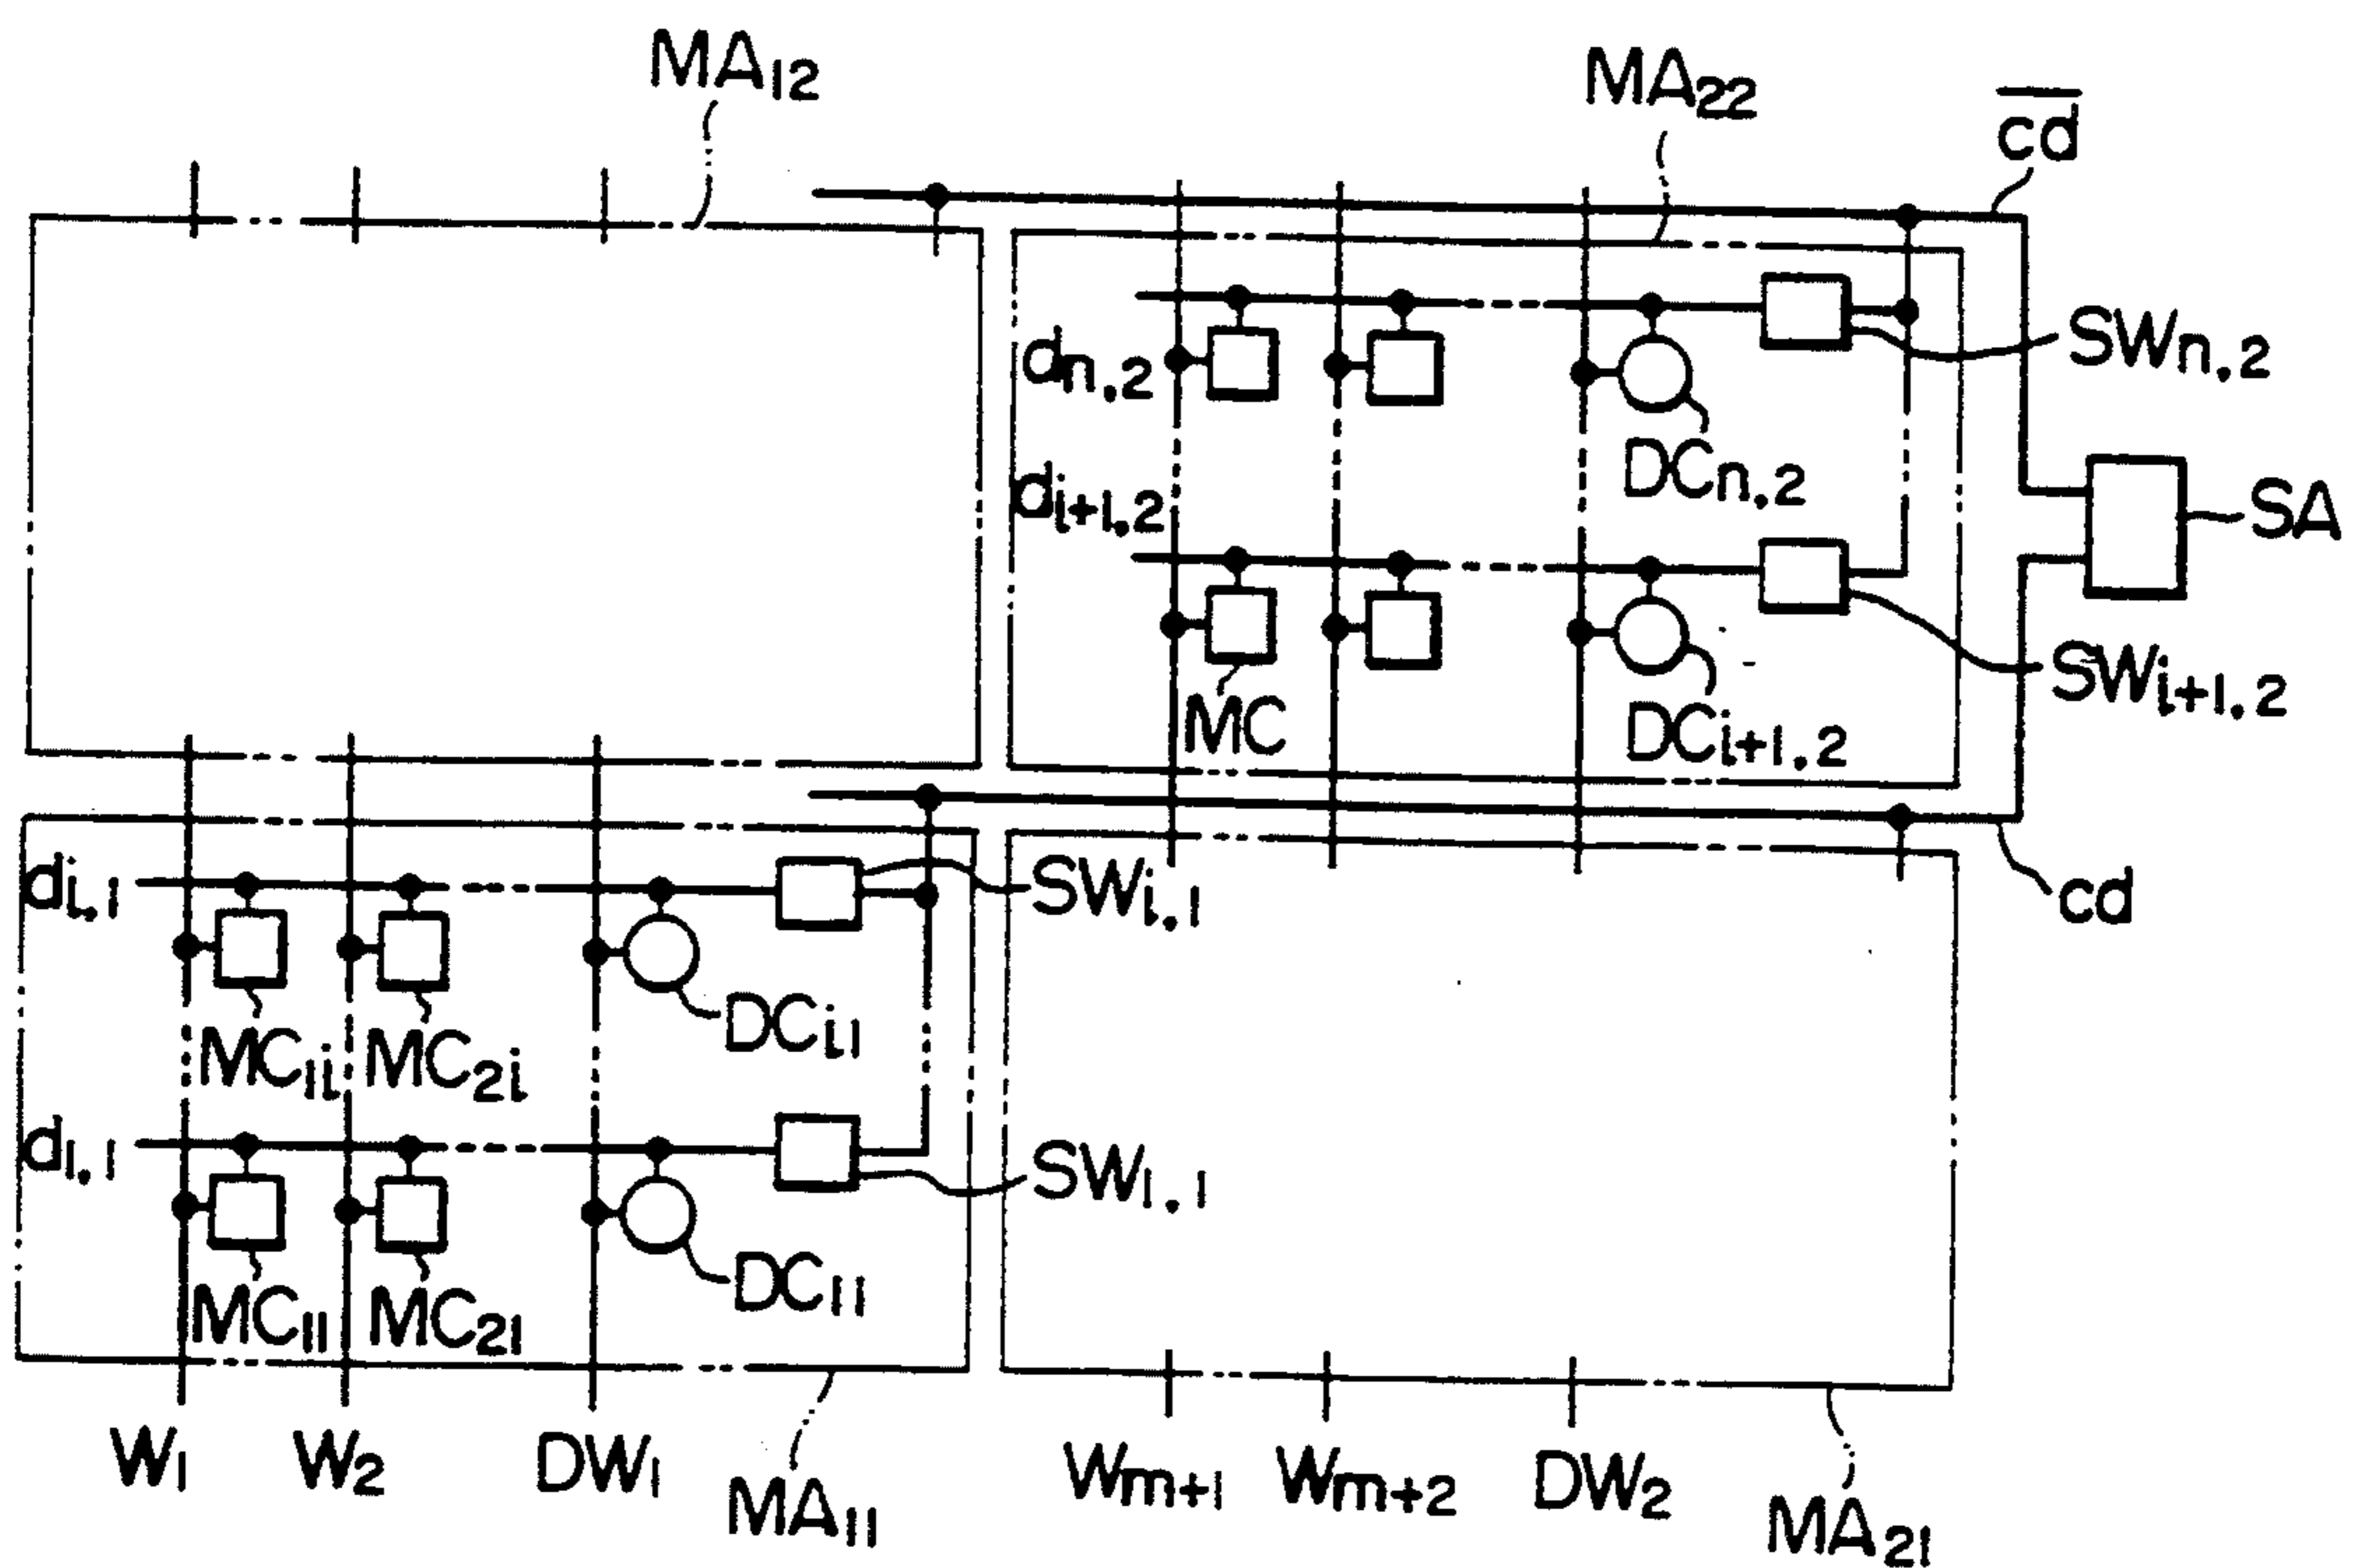 MA12
MA22
c̅d̅
dn.2
SWn.2
DCn.2
di+1.2
SA
MC
SWi+1.2
DCi+1.2
di.1
SWi.1
cd
DCi1
MC1i
MC2i
d1.1
SW1.1
DC11
MC11
MC21
W1
W2
DW1
MA11
Wm+1
Wm+2
DW2
MA21